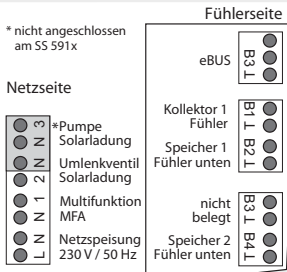 Fühlerseite
* nicht angeschlossen
am SS 591x
Netzseite
3
N
*Pumpe
Solarladung
N
2
Umlenkventil
Solarladung
1
N
Multifunktion
MFA
N
L
Netzspeisung
230 V / 50 Hz
eBUS
B3
T
Kollektor 1
Fühler
B1
T
Speicher 1
Fühler unten
B2
T
nicht
belegt
B3
T
Speicher 2
Fühler unten
B4
T